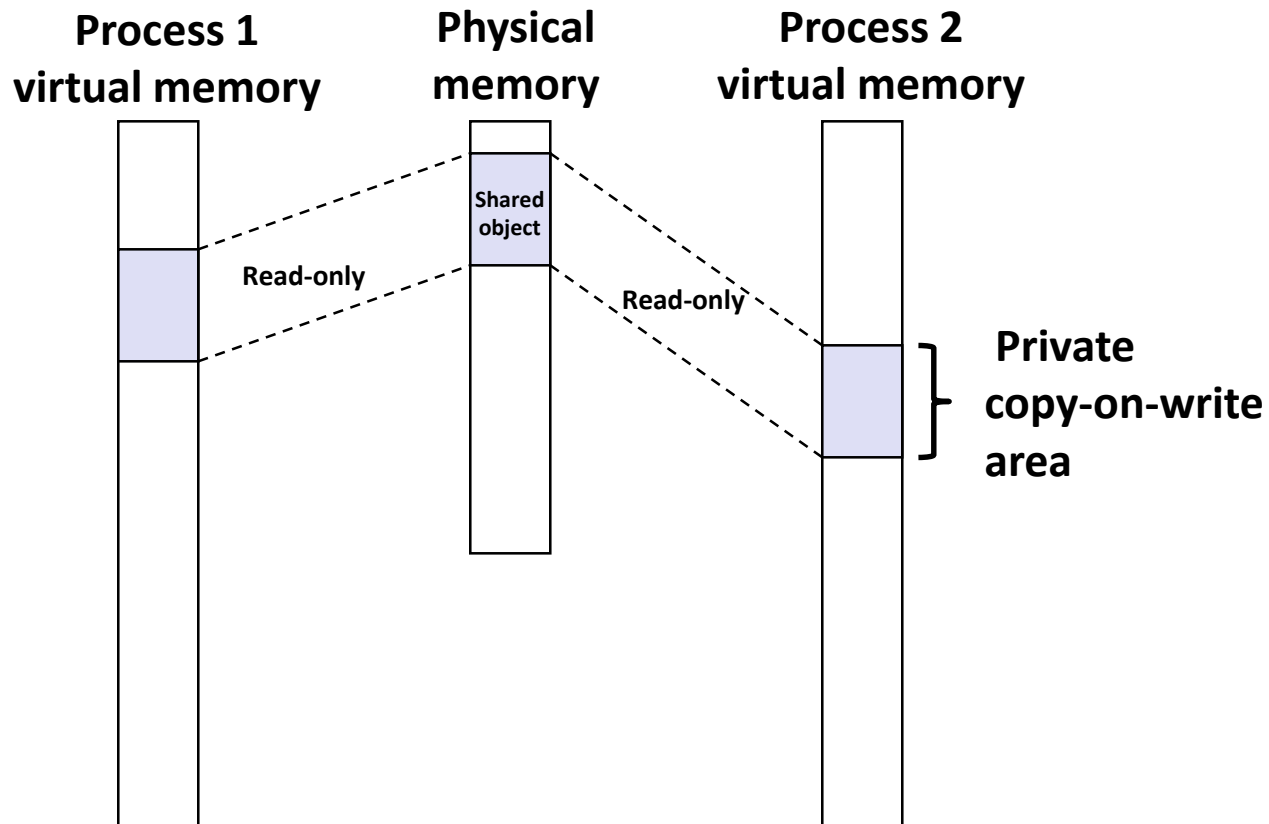 Process 1
virtual memory
Physical
memory
Process 2
virtual memory
Shared
object
Read-only
Read-only
Private
copy-on-write
area